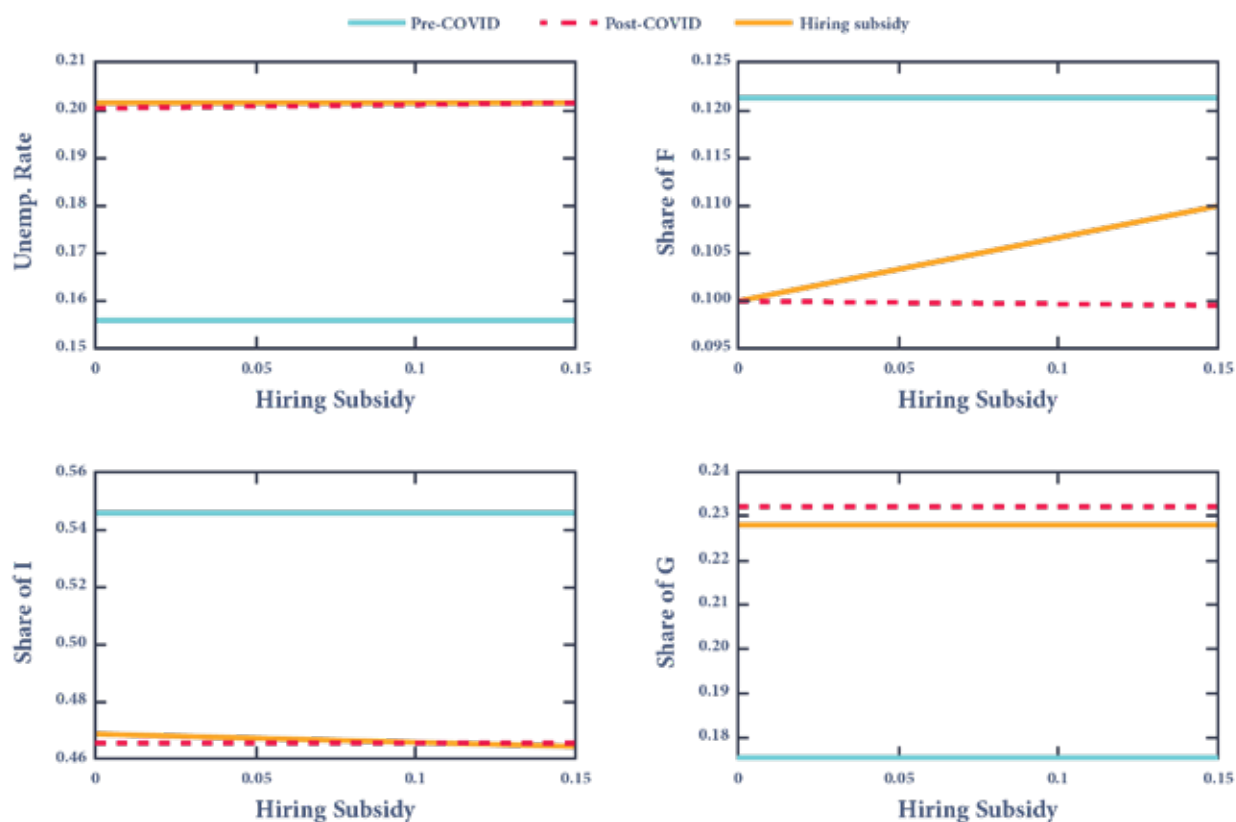 Pre-COVID Post-COVID Hiring subsidy
Unemp. Rate
0.21
0.20
0.19
0.18
0.17
0.16
0.15
0 0.05 0.1 0.15
Hiring Subsidy
Share of F
0.125
0.120
0.115
0.110
0.105
0.100
0.095
0 0.05 0.1 0.15
Hiring Subsidy
Share of I
0.56
0.54
0.52
0.50
0.48
0.46
0 0.05 0.1 0.15
Hiring Subsidy
Share of G
0.24
0.23
0.22
0.21
0.20
0.19
0.18
0 0.05 0.1 0.15
Hiring Subsidy